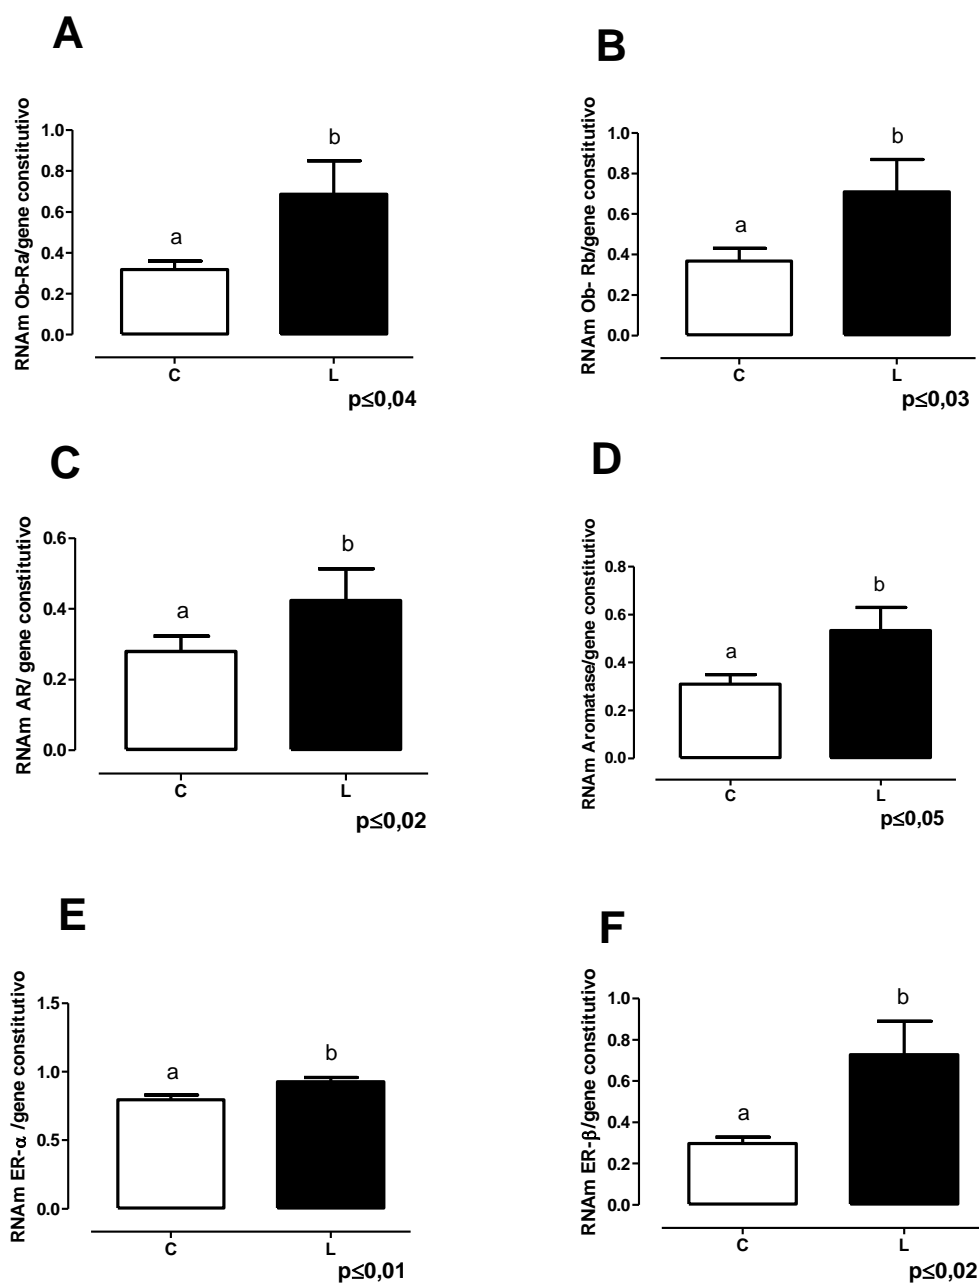 A
RNAm Ob-Ra/gene constitutivo
1.0
0.8
0.6
0.4
0.2
0.0
a
b
C
L
p≤0,04
B
RNAm Ob- Rb/gene constitutivo
1.0
0.8
0.6
0.4
0.2
0.0
a
b
C
L
p≤0,03
C
RNAm AR/ gene constitutivo
0.6
0.4
0.2
0.0
a
b
C
L
p≤0,02
D
RNAm Aromatase/gene constitutivo
0.8
0.6
0.4
0.2
0.0
a
b
C
L
p≤0,05
E
RNAm ER-α /gene constitutivo
1.5
1.0
0.5
0.0
a
b
C
L
p≤0,01
F
RNAm ER-β/gene constitutivo
1.0
0.8
0.6
0.4
0.2
0.0
a
b
C
L
p≤0,02